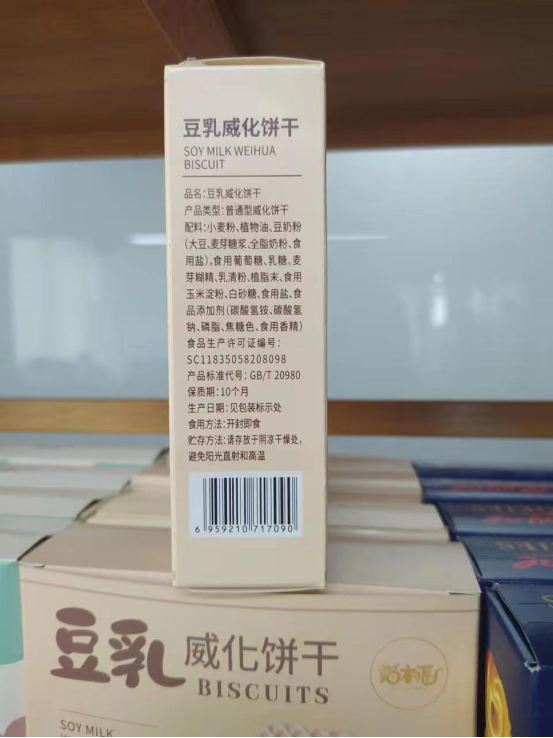 豆乳威化饼干
SOY MILK WEIHUA
BISCUIT
品名:豆乳威化饼干
产品类型:普通型威化饼干
配料:小麦粉、植物油、豆奶粉
(大豆、麦芽糖浆、全脂奶粉、食
用盐),食用葡萄糖、乳糖、麦
芽糊精、乳清粉、植脂末、食用
玉米淀粉、白砂糖、食用盐、食
品添加剂(碳酸氢铵、碳酸氢
钠、磷脂、焦糖色、食用香精)
食品生产许可证编号:
SC11835058208098
产品标准代号:GB/T 20980
保质期:10个月
生产日期:见包装标示处
食用方法:开封即食
贮存方法:请存放于阴凉干燥处,
避免阳光直射和高温
6 959210 717090
豆乳威化饼干
BISCUITS
SOY MILK